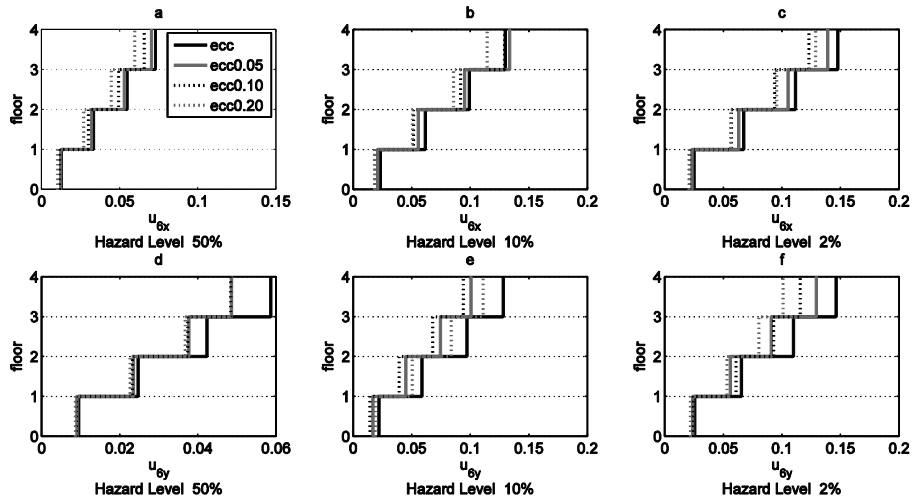 a
b
c
4
3
2
1
0
floor
ecc
ecc0.05
ecc0.10
ecc0.20
0
0.05
0.1
0.15
u6x
Hazard Level 50%
4
3
2
1
0
floor
0
0.05
0.1
0.15
0.2
u6x
Hazard Level 10%
4
3
2
1
0
floor
0
0.05
0.1
0.15
0.2
u6x
Hazard Level 2%
d
e
f
4
3
2
1
0
floor
0
0.02
0.04
0.06
u6y
Hazard Level 50%
4
3
2
1
0
floor
0
0.05
0.1
0.15
0.2
u6y
Hazard Level 10%
4
3
2
1
0
floor
0
0.05
0.1
0.15
0.2
u6y
Hazard Level 2%